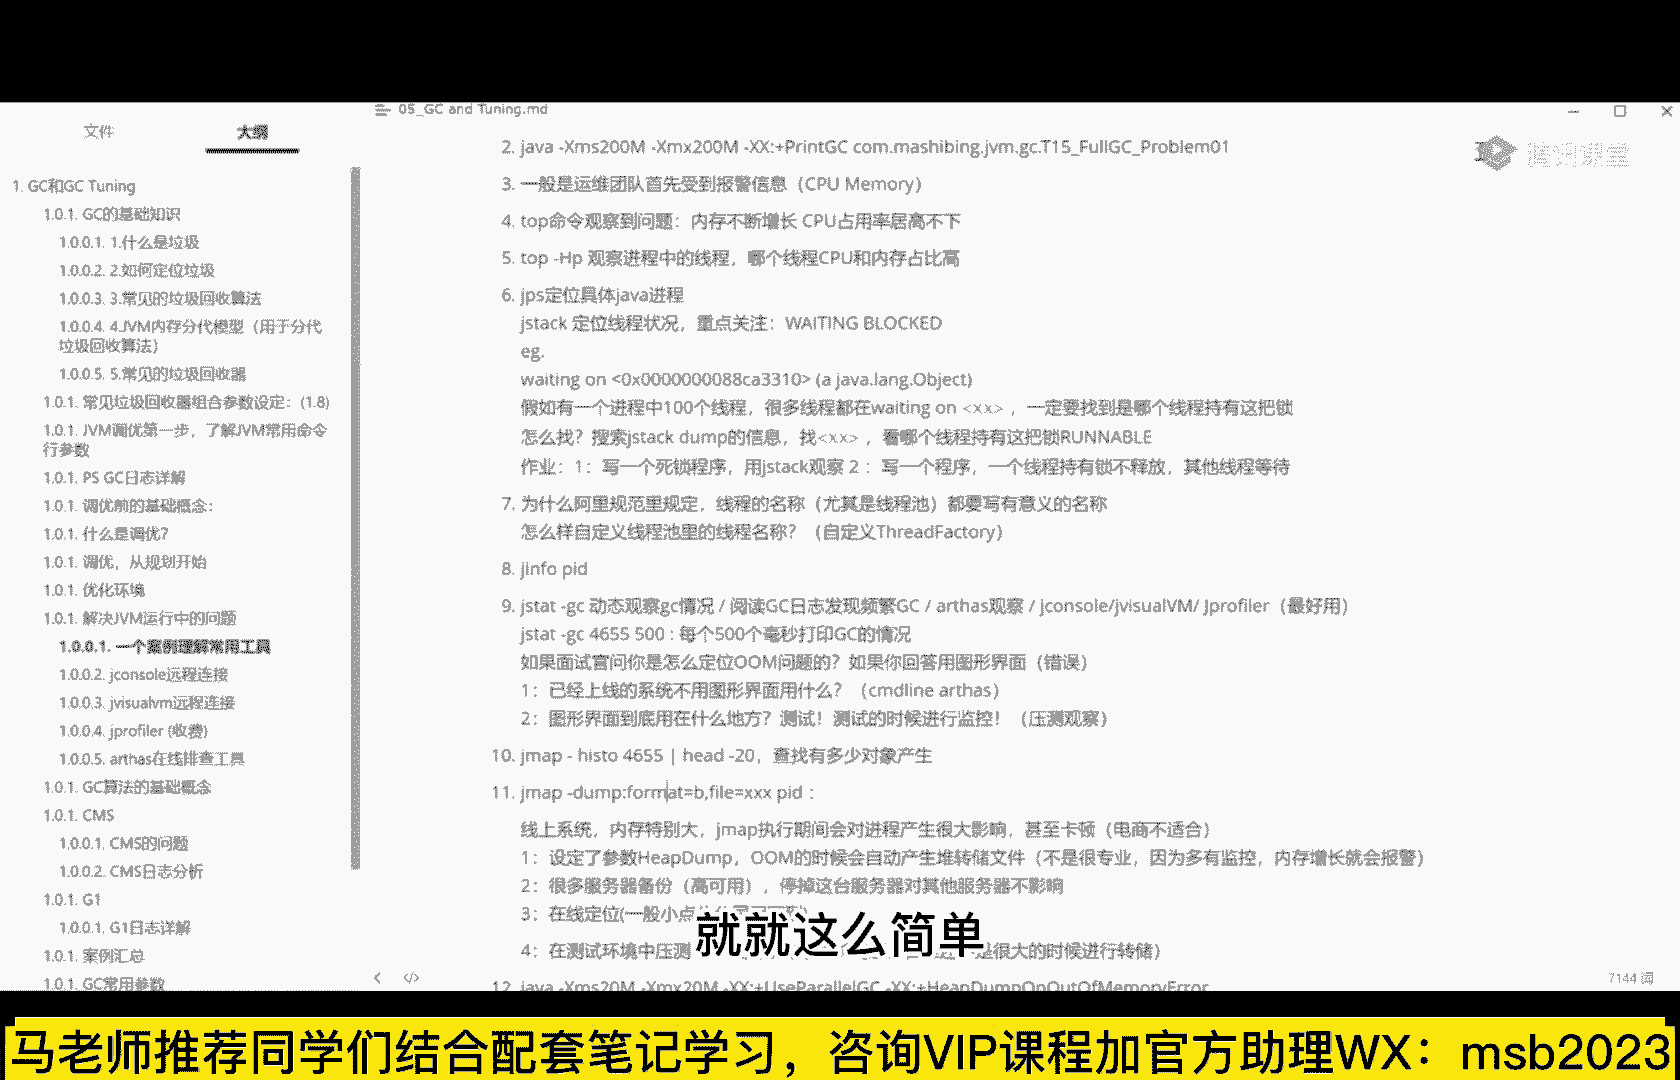 05_GC and Tuning.md
文件
大纲
1. GC和GC Tuning
1.0.1. GC的基础知识
1.0.0.1. 1.什么是垃圾
1.0.0.2. 2.如何定位垃圾
1.0.0.3. 3.常见的垃圾回收算法
1.0.0.4. 4.JVM内存分代模型（用于分代
垃圾回收算法）
1.0.0.5. 5.常见的垃圾回收器
1.0.1. 常见垃圾回收器组合参数设定：(1.8)
1.0.1. JVM调优第一步，了解JVM常用命令
行参数
1.0.1. PS GC日志详解
1.0.1. 调优前的基础概念：
1.0.1. 什么是调优？
1.0.1. 调优，从规划开始
1.0.1. 优化环境
1.0.1. 解决JVM运行中的问题
1.0.0.1. 一个案例理解常用工具
1.0.0.2. jconsole远程连接
1.0.0.3. jvisualvm远程连接
1.0.0.4. jprofiler (收费)
1.0.0.5. arthas在线排查工具
1.0.1. GC算法的基础概念
1.0.1. CMS
1.0.0.1. CMS的问题
1.0.0.2. CMS日志分析
1.0.1. G1
1.0.0.1. G1日志详解
1.0.1. 案例汇总
1.0.1. GC常用参数
2. java -Xms200M -Xmx200M -XX:+PrintGC com.mashibing.jvm.gc.T15_FullGC_Problem01
3. 一般是运维团队首先受到报警信息（CPU Memory）
4. top命令观察到问题：内存不断增长 CPU占用率居高不下
5. top -Hp 观察进程中的线程，哪个线程CPU和内存占比高
6. jps定位具体java进程
jstack 定位线程状况，重点关注：WAITING BLOCKED
eg.
waiting on <0x0000000088ca3310> (a java.lang.Object)
假如有一个进程中100个线程，很多线程都在waiting on <xx> ，一定要找到是哪个线程持有这把锁
怎么找？搜索jstack dump的信息，找<xx> ，看哪个线程持有这把锁RUNNABLE
作业：1：写一个死锁程序，用jstack观察 2 ：写一个程序，一个线程持有锁不释放，其他线程等待
7. 为什么阿里规范里规定，线程的名称（尤其是线程池）都要写有意义的名称
怎么样自定义线程池里的线程名称？（自定义ThreadFactory）
8. jinfo pid
9. jstat -gc 动态观察gc情况 / 阅读GC日志发现频繁GC / arthas观察 / jconsole/jvisualVM/ Jprofiler（最好用）
jstat -gc 4655 500 : 每个500个毫秒打印GC的情况
如果面试官问你是怎么定位OOM问题的？如果你回答用图形界面（错误）
1：已经上线的系统不用图形界面用什么？（cmdline arthas）
2：图形界面到底用在什么地方？测试！测试的时候进行监控！（压测观察）
10. jmap - histo 4655 | head -20，查找有多少对象产生
11. jmap -dump:format=b,file=xxx pid ：
线上系统，内存特别大，jmap执行期间会对进程产生很大影响，甚至卡顿（电商不适合）
1：设定了参数HeapDump，OOM的时候会自动产生堆转储文件（不是很专业，因为多有监控，内存增长就会报警）
2：很多服务器备份（高可用），停掉这台服务器对其他服务器不影响
3：在线定位(一般小点
4：在测试环境中压测
是很大的时候进行转储）
12. java -Xms20M -Xmx20M -XX:+UseParallelGC -XX:+HeapDumpOnOutOfMemoryError
腾讯课堂
就就这么简单
7144 词
马老师推荐同学们结合配套笔记学习，咨询VIP课程加官方助理WX：msb2023